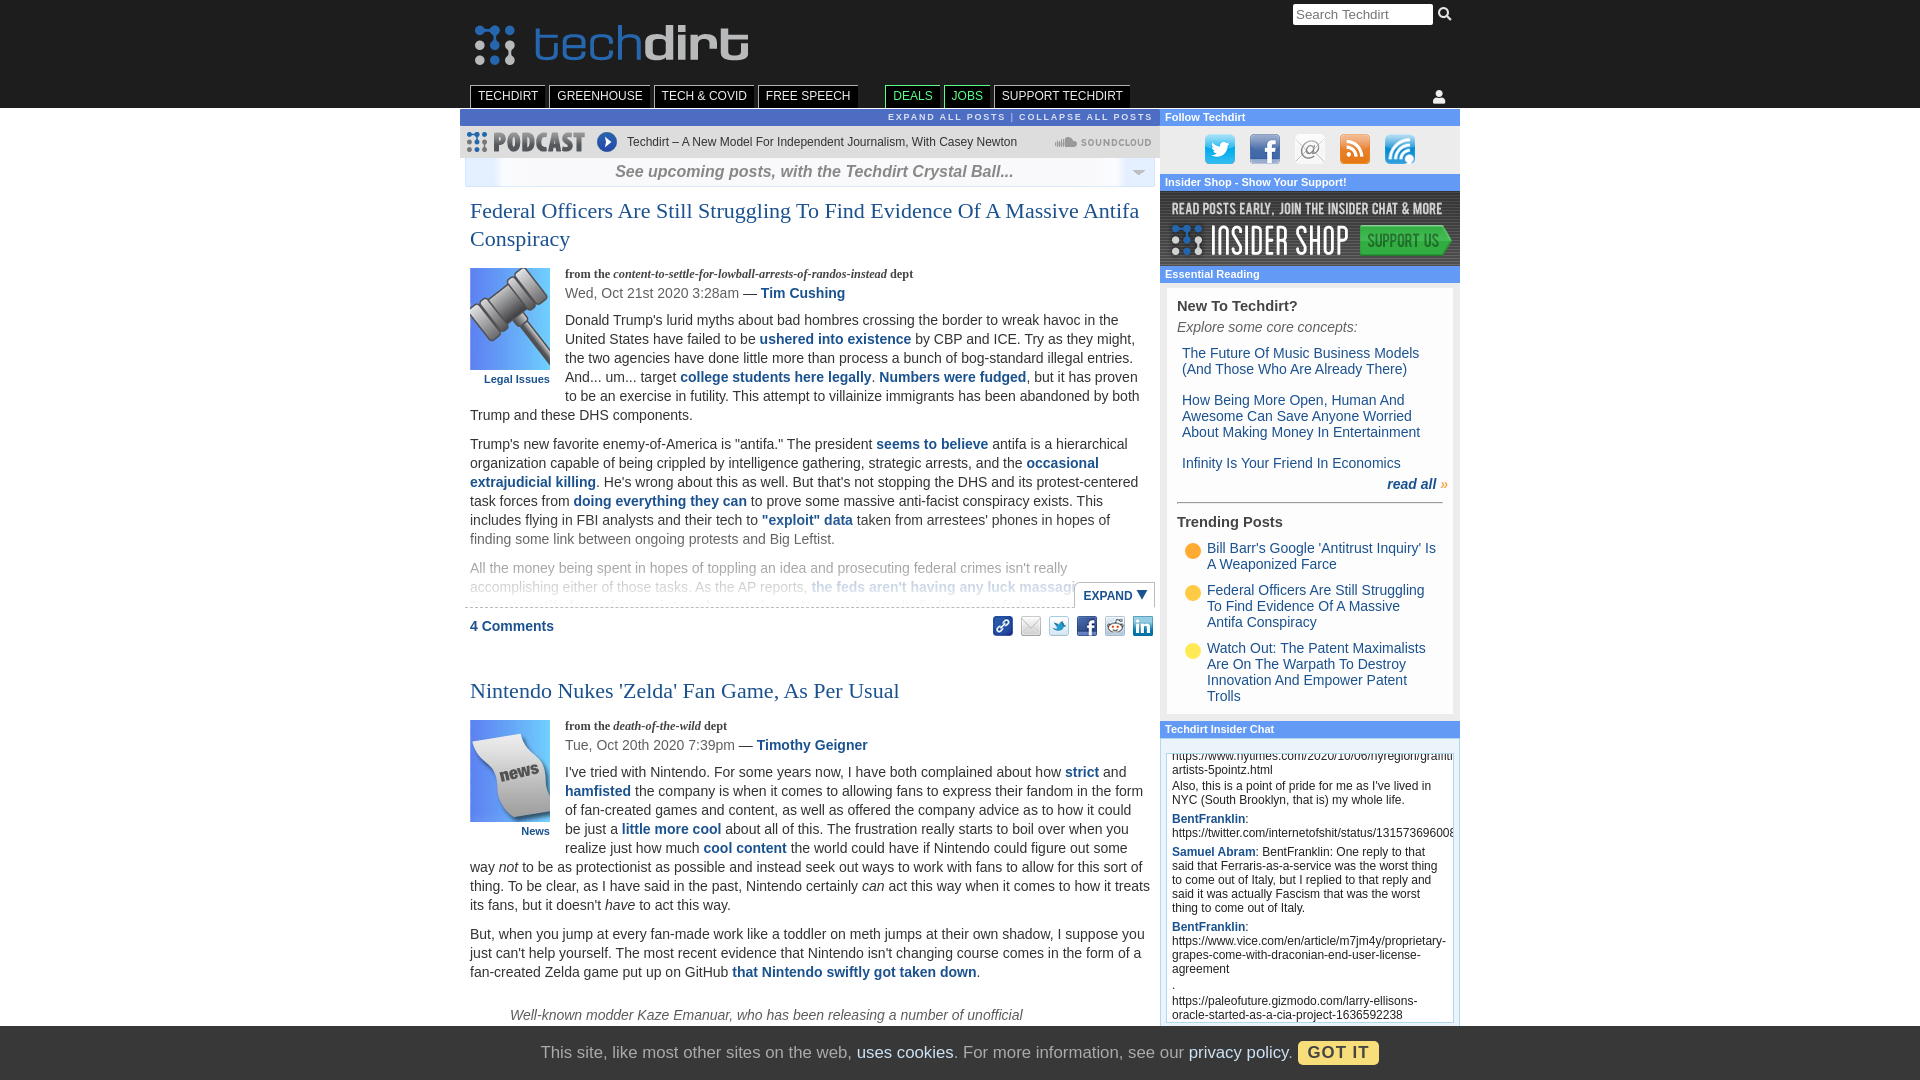 Search Techdirt
techdirt
TECHDIRT
GREENHOUSE
TECH & COVID
FREE SPEECH
DEALS
JOBS
SUPPORT TECHDIRT
EXPAND ALL POSTS | COLLAPSE ALL POSTS
PODCAST
Techdirt – A New Model For Independent Journalism, With Casey Newton
SOUNDCLOUD
See upcoming posts, with the Techdirt Crystal Ball...
Federal Officers Are Still Struggling To Find Evidence Of A Massive Antifa
Conspiracy
Legal Issues
from the content-to-settle-for-lowball-arrests-of-randos-instead dept
Wed, Oct 21st 2020 3:28am — Tim Cushing
Donald Trump's lurid myths about bad hombres crossing the border to wreak havoc in the
United States have failed to be ushered into existence by CBP and ICE. Try as they might,
the two agencies have done little more than process a bunch of bog-standard illegal entries.
And... um... target college students here legally. Numbers were fudged, but it has proven
to be an exercise in futility. This attempt to villainize immigrants has been abandoned by both
Trump and these DHS components.
Trump's new favorite enemy-of-America is "antifa." The president seems to believe antifa is a hierarchical
organization capable of being crippled by intelligence gathering, strategic arrests, and the occasional
extrajudicial killing. He's wrong about this as well. But that's not stopping the DHS and its protest-centered
task forces from doing everything they can to prove some massive anti-facist conspiracy exists. This
includes flying in FBI analysts and their tech to "exploit" data taken from arrestees' phones in hopes of
finding some link between ongoing protests and Big Leftist.
All the money being spent in hopes of toppling an idea and prosecuting federal crimes isn't really
accomplishing either of those tasks. As the AP reports, the feds aren't having any luck
EXPAND
4 Comments
Nintendo Nukes 'Zelda' Fan Game, As Per Usual
news
News
from the death-of-the-wild dept
Tue, Oct 20th 2020 7:39pm — Timothy Geigner
I've tried with Nintendo. For some years now, I have both complained about how strict and
hamfisted the company is when it comes to allowing fans to express their fandom in the form
of fan-created games and content, as well as offered the company advice as to how it could
be just a little more cool about all of this. The frustration really starts to boil over when you
realize just how much cool content the world could have if Nintendo could figure out some
way not to be as protectionist as possible and instead seek out ways to work with fans to allow for this sort of
thing. To be clear, as I have said in the past, Nintendo certainly can act this way when it comes to how it treats
its fans, but it doesn't have to act this way.
But, when you jump at every fan-made work like a toddler on meth jumps at their own shadow, I suppose you
just can't help yourself. The most recent evidence that Nintendo isn't changing course comes in the form of a
fan-created Zelda game put up on GitHub that Nintendo swiftly got taken down.
Well-known modder Kaze Emanuar, who has been releasing a number of unofficial
Follow Techdirt
Insider Shop - Show Your Support!
READ POSTS EARLY, JOIN THE INSIDER CHAT & MORE
INSIDER SHOP
SUPPORT US
Essential Reading
New To Techdirt?
Explore some core concepts:
The Future Of Music Business Models
(And Those Who Are Already There)
How Being More Open, Human And
Awesome Can Save Anyone Worried
About Making Money In Entertainment
Infinity Is Your Friend In Economics
read all »
Trending Posts
Bill Barr's Google 'Antitrust Inquiry' Is
A Weaponized Farce
Federal Officers Are Still Struggling
To Find Evidence Of A Massive
Antifa Conspiracy
Watch Out: The Patent Maximalists
Are On The Warpath To Destroy
Innovation And Empower Patent
Trolls
Techdirt Insider Chat
https://www.nytimes.com/2020/10/06/nyregion/graffiti
artists-5pointz.html
Also, this is a point of pride for me as I've lived in
NYC (South Brooklyn, that is) my whole life.
BentFranklin:
https://twitter.com/internetofshit/status/131573696008
Samuel Abram: BentFranklin: One reply to that
said that Ferraris-as-a-service was the worst thing
to come out of Italy, but I replied to that reply and
said it was actually Fascism that was the worst
thing to come out of Italy.
BentFranklin:
https://www.vice.com/en/article/m7jm4y/proprietary-
grapes-come-with-draconian-end-user-license-
agreement
.
https://paleofuture.gizmodo.com/larry-ellisons-
oracle-started-as-a-cia-project-1636592238
This site, like most other sites on the web, uses cookies. For more information, see our privacy policy. GOT IT